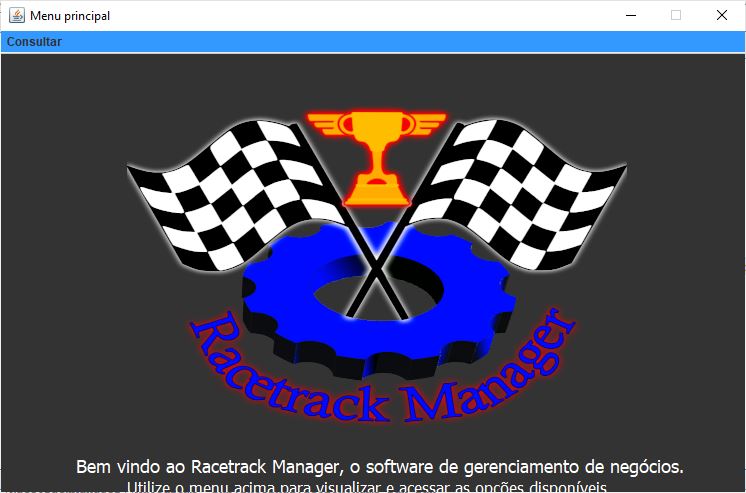 Menu principal
Consultar
Racetrack Manager
Bem vindo ao Racetrack Manager, o software de gerenciamento de negócios.
Utilize o menu acima para visualizar e acessar as opções disponíveis